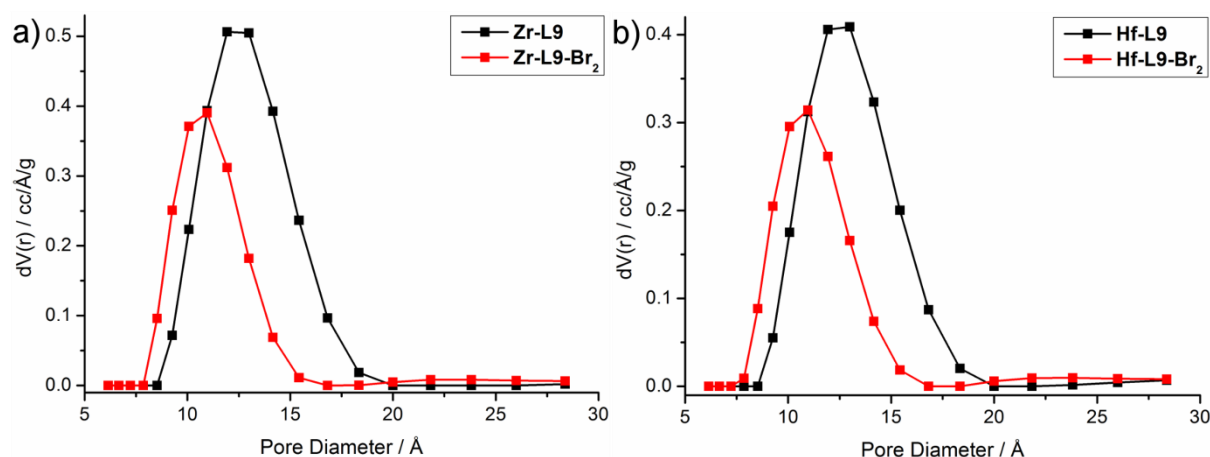 a)
Zr-L9
Zr-L9-Br₂
0.5
0.4
0.3
0.2
0.1
0.0
dV(r) / cc/Å/g
5 10 15 20 25 30
Pore Diameter / Å
b)
Hf-L9
Hf-L9-Br₂
0.4
0.3
0.2
0.1
0.0
dV(r) / cc/Å/g
5 10 15 20 25 30
Pore Diameter / Å